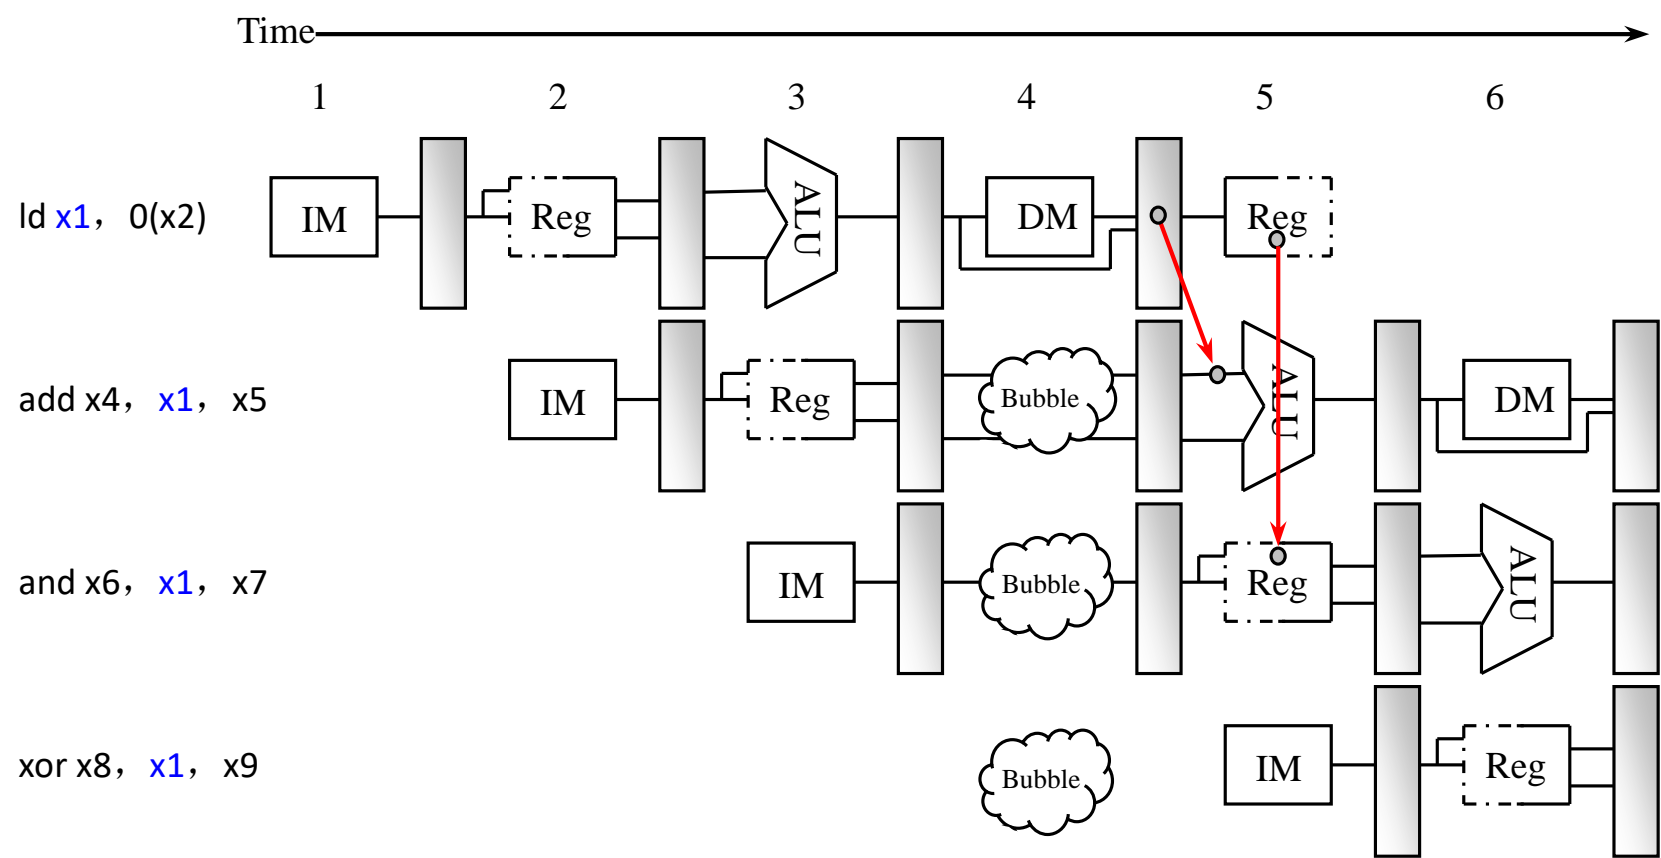 Time
1 2 3 4 5 6
ld x1，0(x2) IM Reg ALU DM Reg
add x4，x1，x5 IM Reg Bubble ALU DM
and x6，x1，x7 IM Bubble Reg ALU
xor x8，x1，x9 Bubble IM Reg